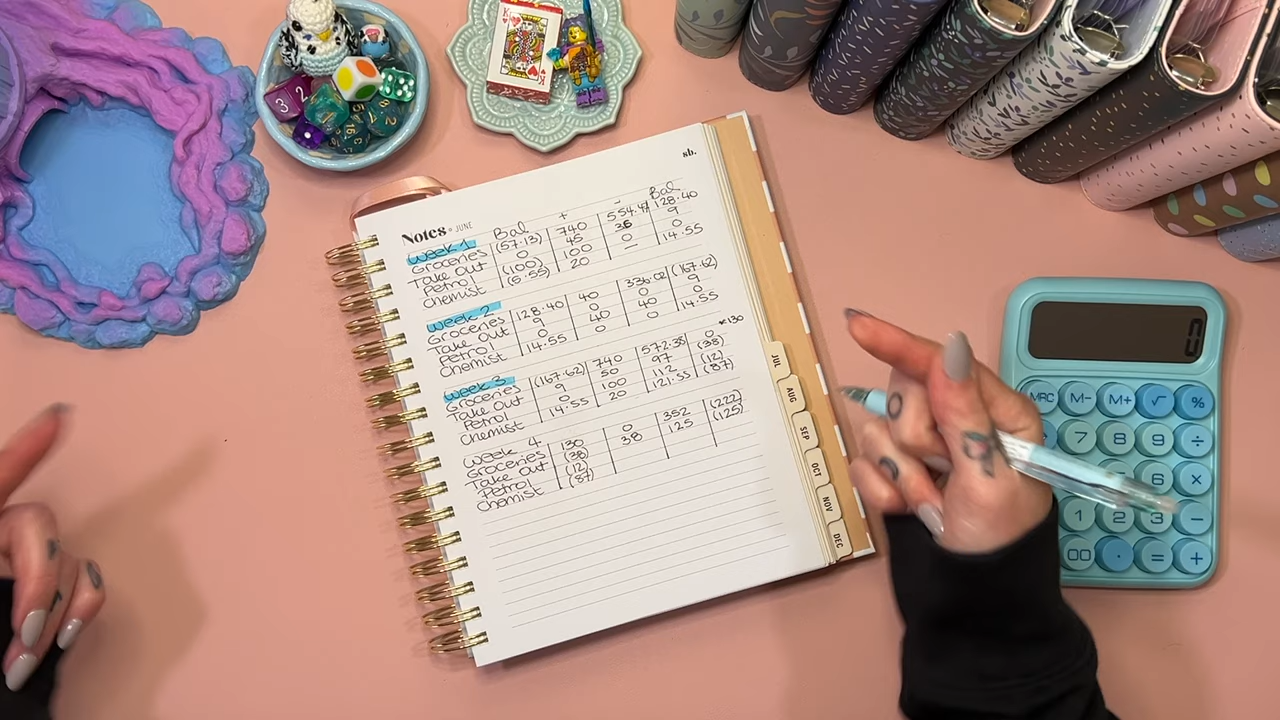 sb.
Notes • JUNE
Bal + - Bal
Week 1
Groceries (57.13) 740 554.47 128.40
Take Out 0 45 36 9
Petrol (100) 100 0 0
Chemist (5.55) 20 – 14.55
Week 2
Groceries 128.40 40 336.02 (167.62)
Take Out 9 0 0 9
Petrol 0 40 40 0
Chemist 14.55 0 0 14.55
Week 3 *130
Groceries (167.62) 740 572.38 0
Take Out 9 50 97 (38)
Petrol 0 100 112 (12)
Chemist 14.55 20 121.55 (87)
Week 4
Groceries 130 0 352 (222)
Take Out (38) 38 125 (125)
Petrol (12)
Chemist (87)
JUL
AUG
SEP
OCT
NOV
DEC
K
MRC M- M+ √ %
7 8 9 ÷
6 ×
1 2 3 −
00 · = +
3 2